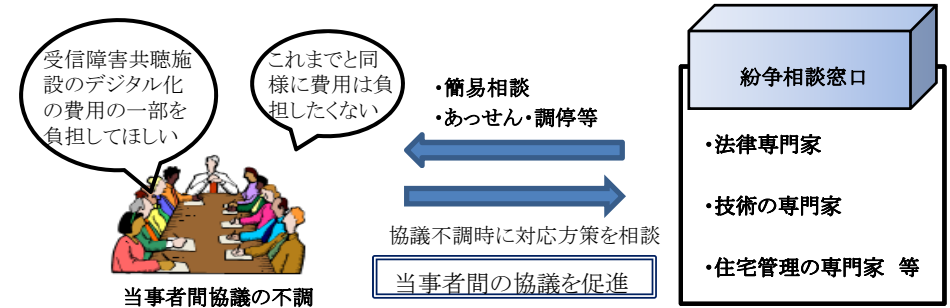 受信障害共聴施
設のデジタル化
の費用の一部を
負担してほしい
これまでと同
様に費用は負
担したくない
・簡易相談
・あっせん・調停等
紛争相談窓口
・法律専門家
・技術の専門家
・住宅管理の専門家 等
協議不調時に対応方策を相談
当事者間の協議を促進
当事者間協議の不調